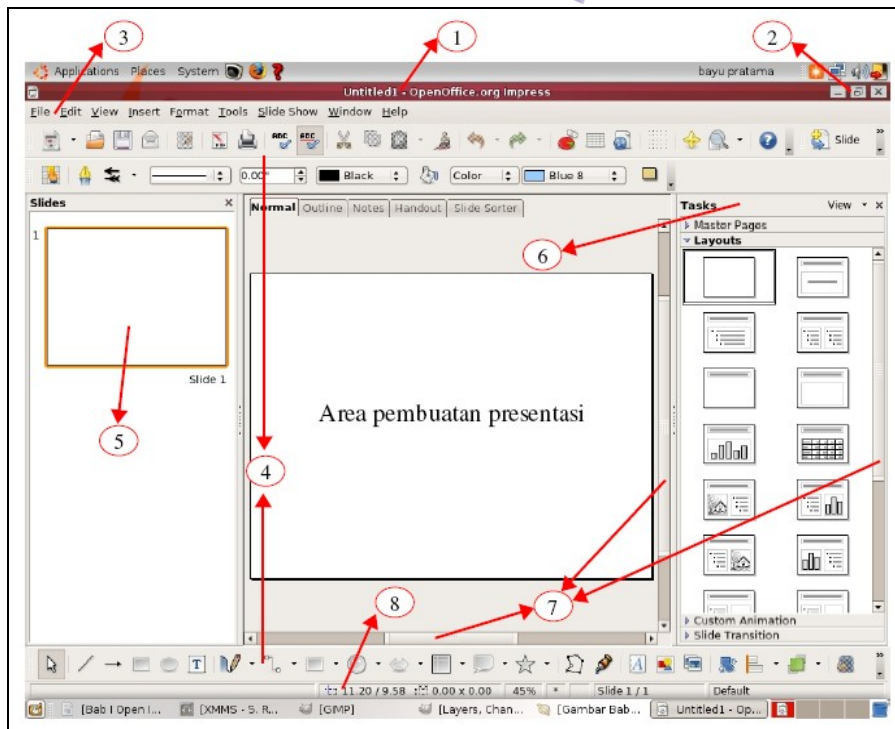 3
1
2
Applications Places System
bayu pratama
Untitled1 - OpenOffice.org Impress
File Edit View Insert Format Tools Slide Show Window Help
ABC
ABC
Slide
0.00"
Black
Color
Blue 8
Slides
Normal Outline Notes Handout Slide Sorter
Tasks
View
Master Pages
Layouts
6
1
Slide 1
Area pembuatan presentasi
5
4
8
7
Custom Animation
Slide Transition
T
A
11.20 / 9.58
0.00 x 0.00
45%
*
Slide 1 / 1
Default
[Bab I Open I...
[XMMS - S. R...
[GIMP]
[Layers, Chan...
[Gambar Bab...
Untitled1 - Op...